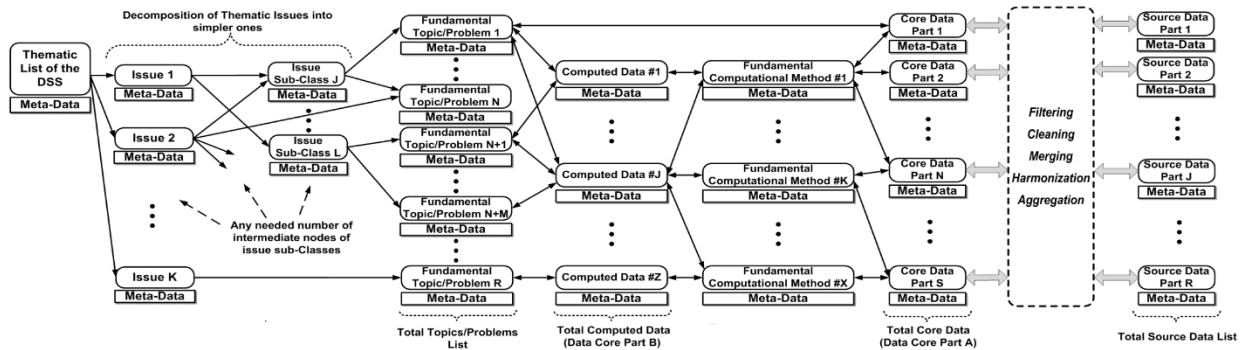 Decomposition of Thematic Issues into
simpler ones
Thematic
List of the
DSS
Meta-Data
Issue 1
Meta-Data
Issue 2
Meta-Data
Issue K
Meta-Data
Issue
Sub-Class J
Meta-Data
Issue
Sub-Class L
Meta-Data
Any needed number of
intermediate nodes of
issue sub-Classes
Fundamental
Topic/Problem 1
Meta-Data
Fundamental
Topic/Problem N
Meta-Data
Fundamental
Topic/Problem N+1
Meta-Data
Fundamental
Topic/Problem N+M
Meta-Data
Fundamental
Topic/Problem R
Meta-Data
Total Topics/Problems
List
Computed Data #1
Meta-Data
Computed Data #J
Meta-Data
Computed Data #Z
Meta-Data
Total Computed Data
(Data Core Part B)
Fundamental
Computational Method #1
Meta-Data
Fundamental
Computational Method #K
Meta-Data
Fundamental
Computational Method #X
Meta-Data
Core Data
Part 1
Meta-Data
Core Data
Part 2
Meta-Data
Core Data
Part N
Meta-Data
Core Data
Part S
Meta-Data
Total Core Data
(Data Core Part A)
Filtering
Cleaning
Merging
Harmonization
Aggregation
Source Data
Part 1
Meta-Data
Source Data
Part 2
Meta-Data
Source Data
Part J
Meta-Data
Source Data
Part R
Meta-Data
Total Source Data List